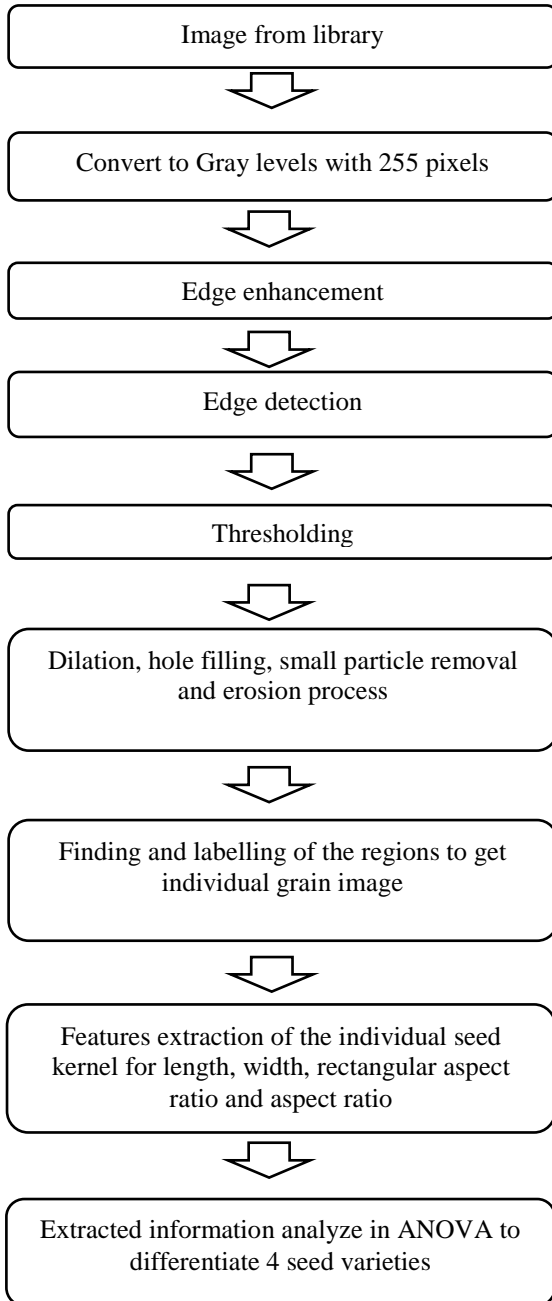 Image from library
Convert to Gray levels with 255 pixels
Edge enhancement
Edge detection
Thresholding
Dilation, hole filling, small particle removal
and erosion process
Finding and labelling of the regions to get
individual grain image
Features extraction of the individual seed
kernel for length, width, rectangular aspect
ratio and aspect ratio
Extracted information analyze in ANOVA to
differentiate 4 seed varieties